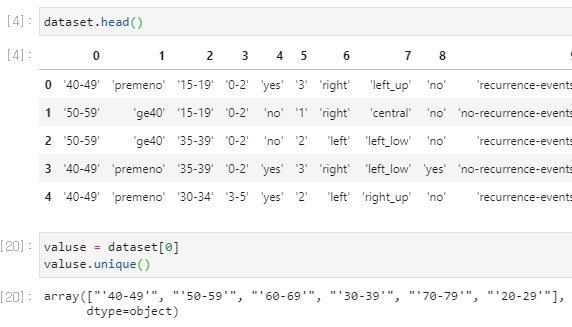 [4]: dataset.head()
[4]:
0 1 2 3 4 5 6 7 8
0 '40-49' 'premeno' '15-19' '0-2' 'yes' '3' 'right' 'left_up' 'no' 'recurrence-events
1 '50-59' 'ge40' '15-19' '0-2' 'no' '1' 'right' 'central' 'no' 'no-recurrence-events
2 '50-59' 'ge40' '35-39' '0-2' 'no' '2' 'left' 'left_low' 'no' 'recurrence-events
3 '40-49' 'premeno' '35-39' '0-2' 'yes' '3' 'right' 'left_low' 'yes' 'no-recurrence-events
4 '40-49' 'premeno' '30-34' '3-5' 'yes' '2' 'left' 'right_up' 'no' 'recurrence-events
[20]: valuse = dataset[0]
valuse.unique()
[20]: array(["'40-49'", "'50-59'", "'60-69'", "'30-39'", "'70-79'", "'20-29'"],
dtype=object)